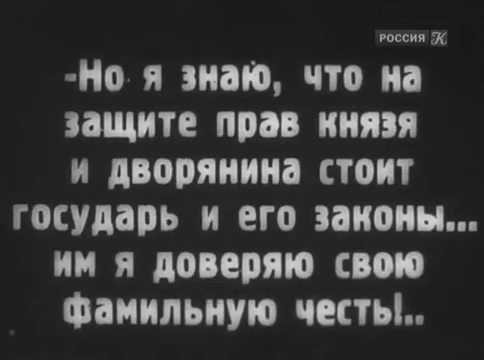 РОССИЯ К
-Но я знаю, что на
защите прав князя
и дворянина стоит
государь и его законы...
им я доверяю свою
фамильную честь!..